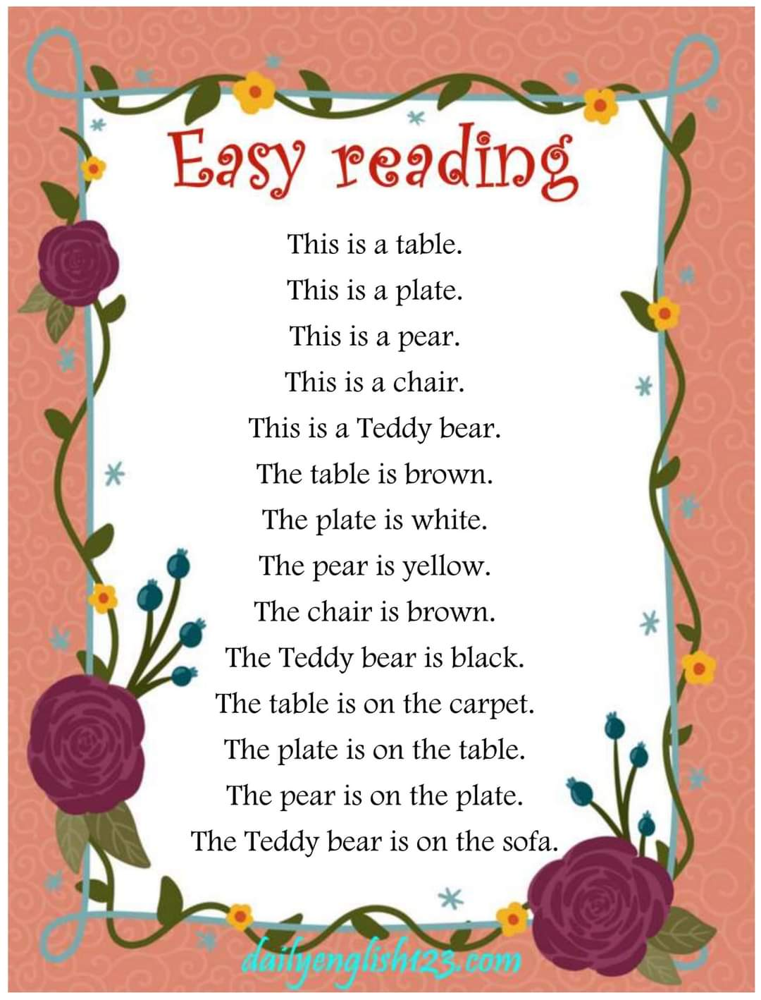 Easy reading
This is a table.
This is a plate.
This is a pear.
This is a chair.
This is a Teddy bear.
The table is brown.
The plate is white.
The pear is yellow.
The chair is brown.
The Teddy bear is black.
The table is on the carpet.
The plate is on the table.
The pear is on the plate.
The Teddy bear is on the sofa.
dailyenglish123.com